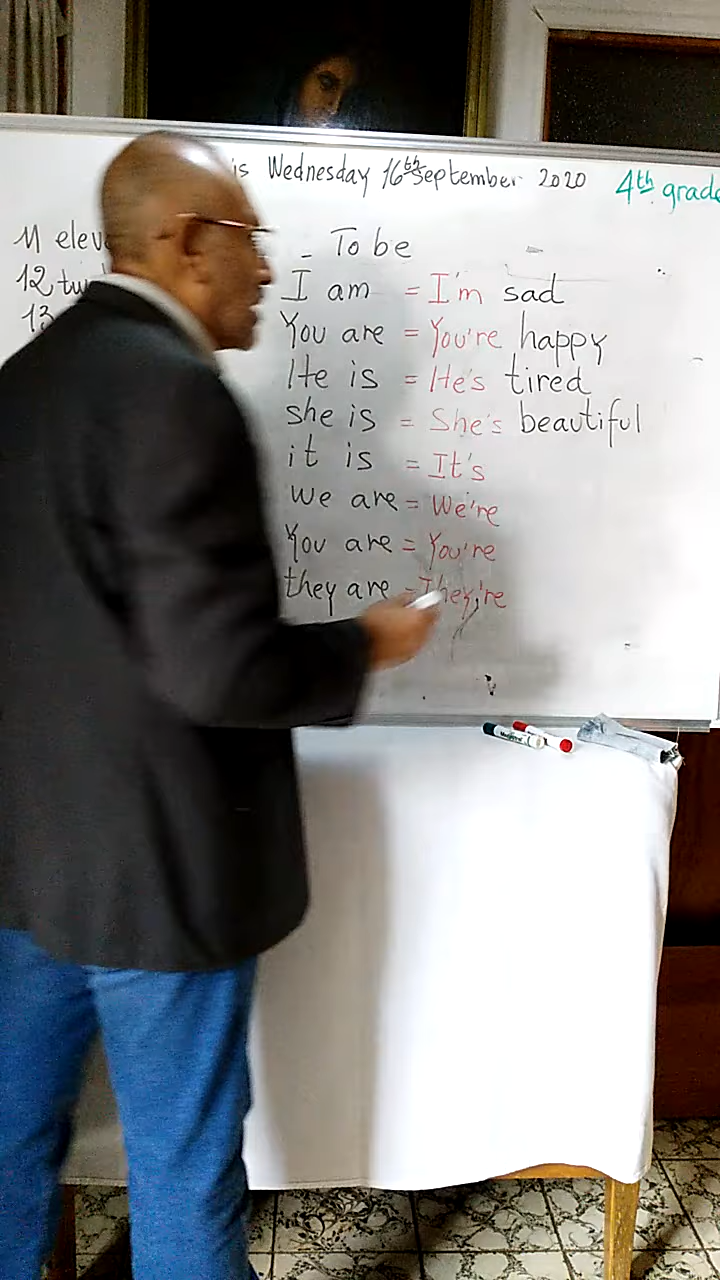 is Wednesday 16th September 2020 4th grade
11 eleve
12 tw
13
- To be
I am = I'm sad
You are = You're happy
He is = He's tired
she is = She's beautiful
it is = It's
we are = We're
You are = You're
they are = They're